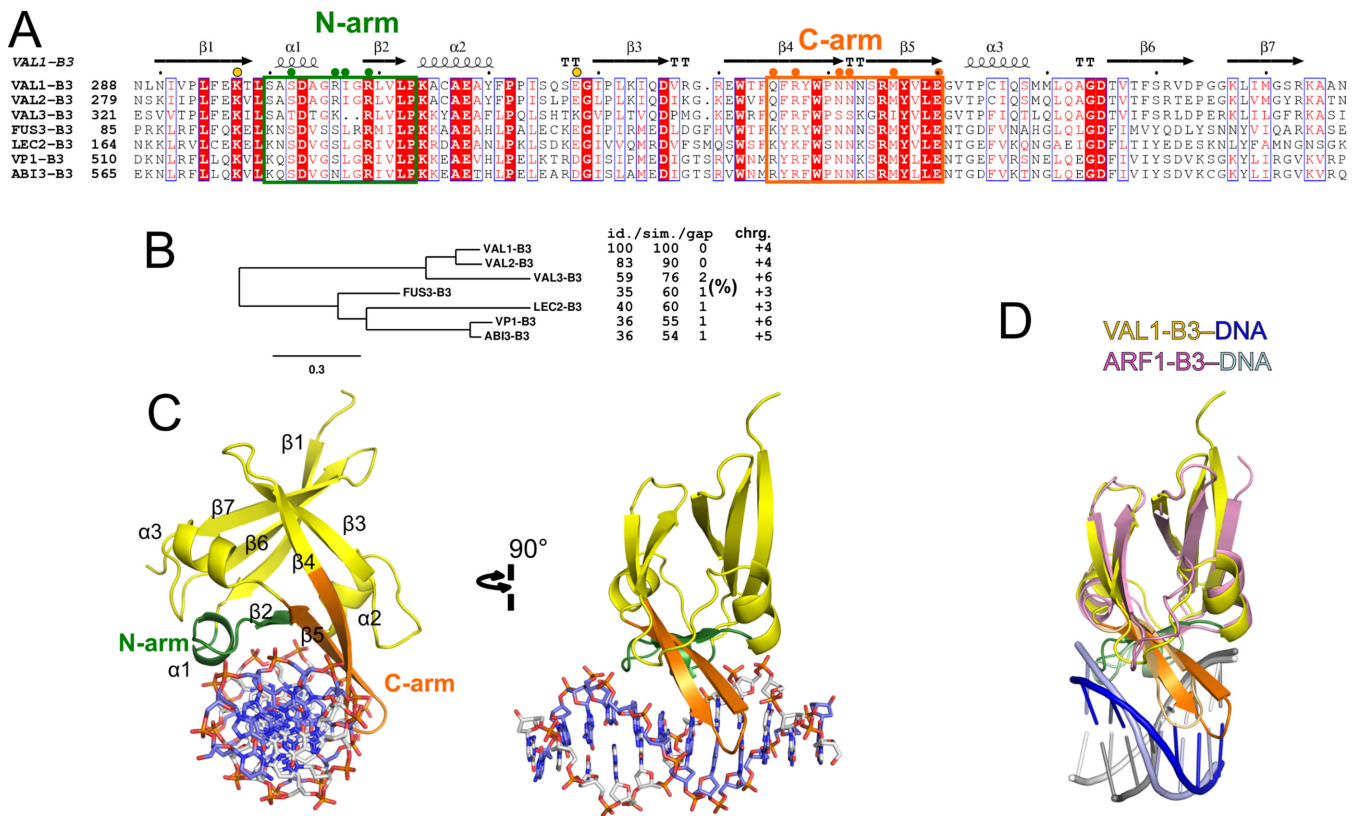 A
N-arm
C-arm
β1 α1 β2 α2 β3 β4 β5 α3 β6 β7
VAL1-B3
TT TT TT TT
VAL1-B3 288 NLNIVPLFEKTLSASDAGRIGRLVLPKACAEAYFPPISQSEGIPLKIQDVRG.REWTFQFRYWPNNNSRMYVLEGVTPCIQSMMLQAGDTVTFSRVDPGGKLIMGSRKAAN
VAL2-B3 279 NSKITPLFEKTLSASDAGRIGRLVLPKACAEAYFPPISQSEGLPLKIQDIKG.KEWVFQFRFWPNNNSRMYVLEGVTPCIQSMQLQAGDTVTFSRTEPEGKLVMGYRKATN
VAL3-B3 321 ESVVTPLFEKILSATDTGK..RLVLPKKYAEAFLPQLSHTKGVPLTVQDPMG.KEWRFQFRFWPSSKGRIYVLEGVTPFIQTLQLQAGDTVIFSRLDPERKLILGFRKASI
FUS3-B3 85 PRKLRFLFQKELKNSDVSSLRRMILPKKAAEAHLPALECKEGIPIRMEDLDGFHVWTFKYRYWPNNNSRMYVLENTGDFVNAHGLQLGDFIMVYQDLYSNNYVIQARKASE
LEC2-B3 164 NKKLRVLCEKELKNSDVGSLGRIVLPKRDAEANLPKLSDKEGIVVQMRDVFSMQSWSFKYKFWSNNKSRMYVLENTGEFVKQNGAEIGDFLTIYEDESKNLYFAMNGNSGK
VP1-B3 510 DKNLRFLLQKVLKQSDVGSLGRIVLPKKEAEVHLPELKTRDGISIPMEDIGTSRVWNMRYRFWPNNKSRMYLLENTGEFVRSNELQEGDFIVIYSDVKCGKYLIRGVKVRP
ABI3-B3 565 EKNLRFLLQKVLKQSDVGNLGRIVLPKKEAETHLPELEARDGISLAMEDIGTSRVWNMRYRFWPNNKSRMYLLENTGDFVKTNGLQEGDFIVIYSDVKCGKYLIRGVKVRQ
B
id./sim./gap chrg.
VAL1-B3 100 100 0 +4
VAL2-B3 83 90 0 +4
VAL3-B3 59 76 2 +6
(%)
FUS3-B3 35 60 1 +3
LEC2-B3 40 60 1 +3
VP1-B3 36 55 1 +6
ABI3-B3 36 54 1 +5
0.3
C
β1
β7
β3
α3
β6
β4
β2
α2
β5
N-arm
α1
C-arm
90°
D
VAL1-B3–DNA
ARF1-B3–DNA